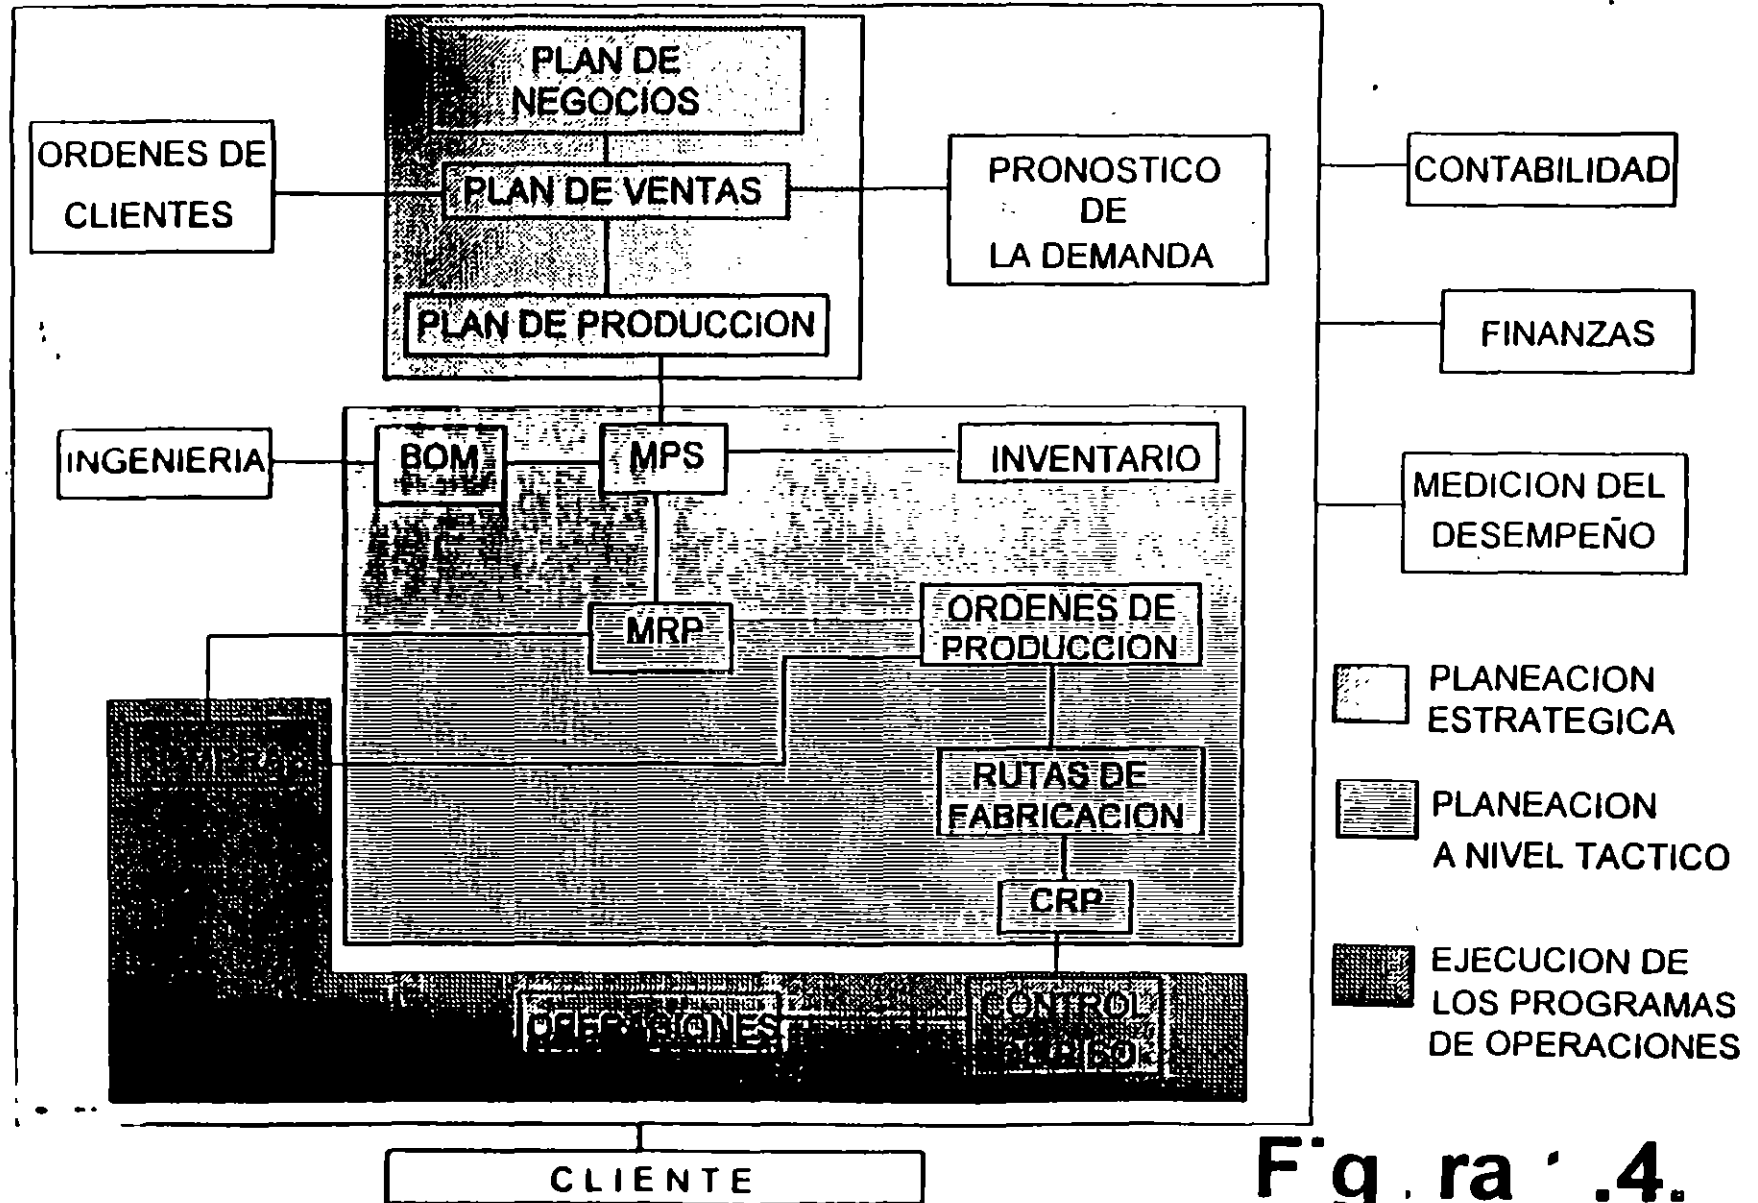 PLAN DE
NEGOCIOS
ORDENES DE
CLIENTES
PLAN DE VENTAS
PRONOSTICO
DE
LA DEMANDA
CONTABILIDAD
PLAN DE PRODUCCION
FINANZAS
INGENIERIA
BOM
MPS
INVENTARIO
MEDICION DEL
DESEMPEÑO
MRP
ORDENES DE
PRODUCCION
PLANEACION
ESTRATEGICA
RUTAS DE
FABRICACION
PLANEACION
A NIVEL TACTICO
CRP
OPERACIONES
CONTROL
EJECUCION DE
LOS PROGRAMAS
DE OPERACIONES
CLIENTE